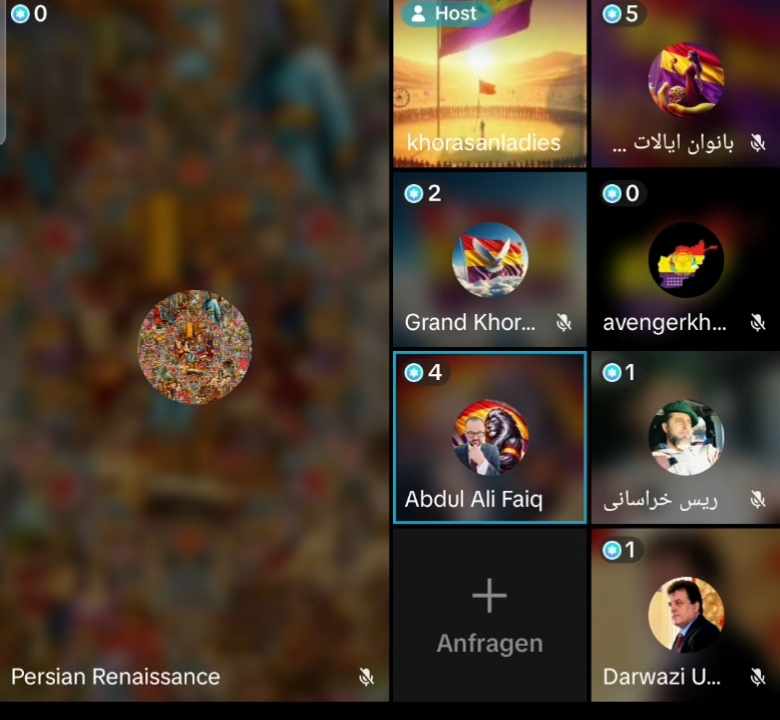 0
Host
khorasanladies
5
بانوان ایالات ...
2
Grand Khor...
0
avengerkh...
4
Abdul Ali Faiq
1
ریس خراسانی
Anfragen
1
Darwazi U...
Persian Renaissance